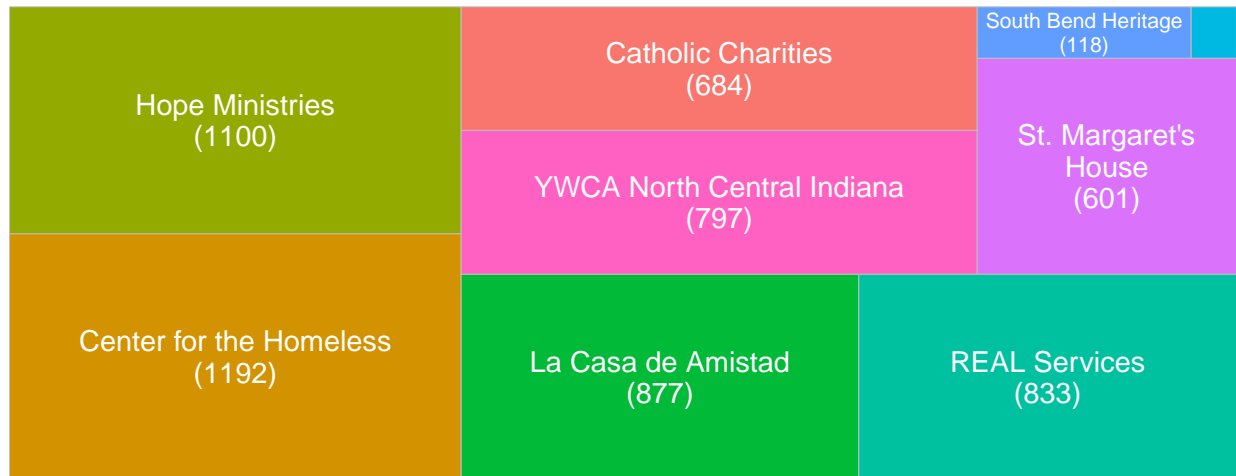 Hope Ministries
(1100)
Center for the Homeless
(1192)
Catholic Charities
(684)
YWCA North Central Indiana
(797)
La Casa de Amistad
(877)
South Bend Heritage
(118)
St. Margaret's
House
(601)
REAL Services
(833)